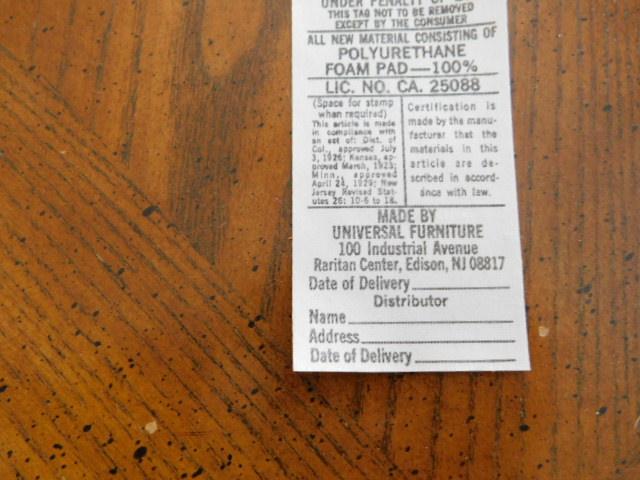 UNDER PENALTY OF
THIS TAG NOT TO BE REMOVED
EXCEPT BY THE CONSUMER
ALL NEW MATERIAL CONSISTING OF
POLYURETHANE
FOAM PAD—100%
LIC. NO. CA. 25088
(Space for stamp
when required)
This article is made
in compliance with
an act of: Dist. of
Col., approved July
3, 1926; Kansas, ap-
proved March, 1923;
Minn., approved
April 24, 1929; New
Jersey Revised Stat-
utes 26: 10-6 to 18.
Certification is
made by the manu-
facturer that the
materials in this
article are de-
scribed in accord-
ance with law.
MADE BY
UNIVERSAL FURNITURE
100 Industrial Avenue
Raritan Center, Edison, NJ 08817
Date of Delivery
Distributor
Name
Address
Date of Delivery